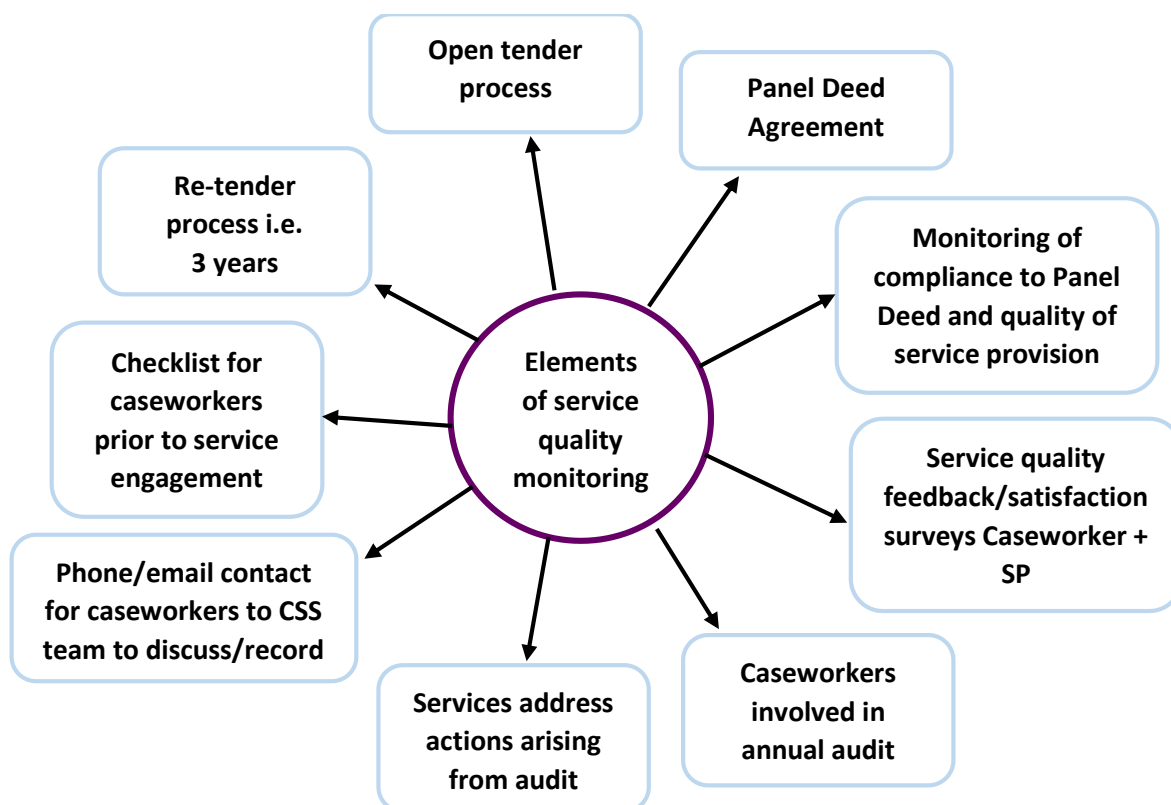 Open tender
process
Panel Deed
Agreement
Re-tender
process i.e.
3 years
Monitoring of
compliance to Panel
Deed and quality of
service provision
Elements
of service
quality
monitoring
Checklist for
caseworkers
prior to service
engagement
Service quality
feedback/satisfaction
surveys Caseworker +
SP
Phone/email contact
for caseworkers to CSS
team to discuss/record
Caseworkers
involved in
annual audit
Services address
actions arising
from audit